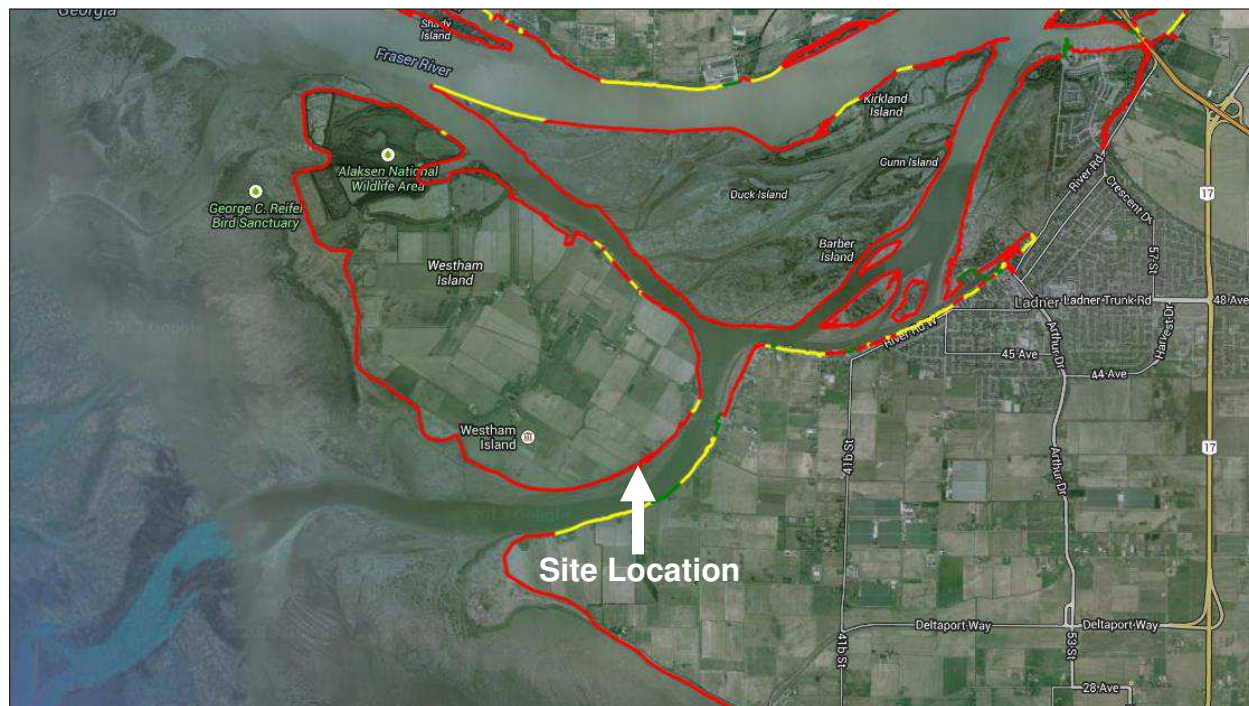 Georgia
Shady
Island
Fraser River
Kirkland
Island
Alaksen National
Wildlife Area
George C. Reifel
Bird Sanctuary
Gunn Island
Duck Island
River Rd
Crescent Dr
17
57 St
Barber
Island
Westham
Island
Ladner
Ladner Trunk Rd
48 Ave
River Rd W
Arthur Dr
Harvest Dr
45 Ave
44 Ave
Westham
Island
41b St
17
Arthur Dr
Site Location
Deltaport Way
Deltaport Way
41b St
53 St
28 Ave